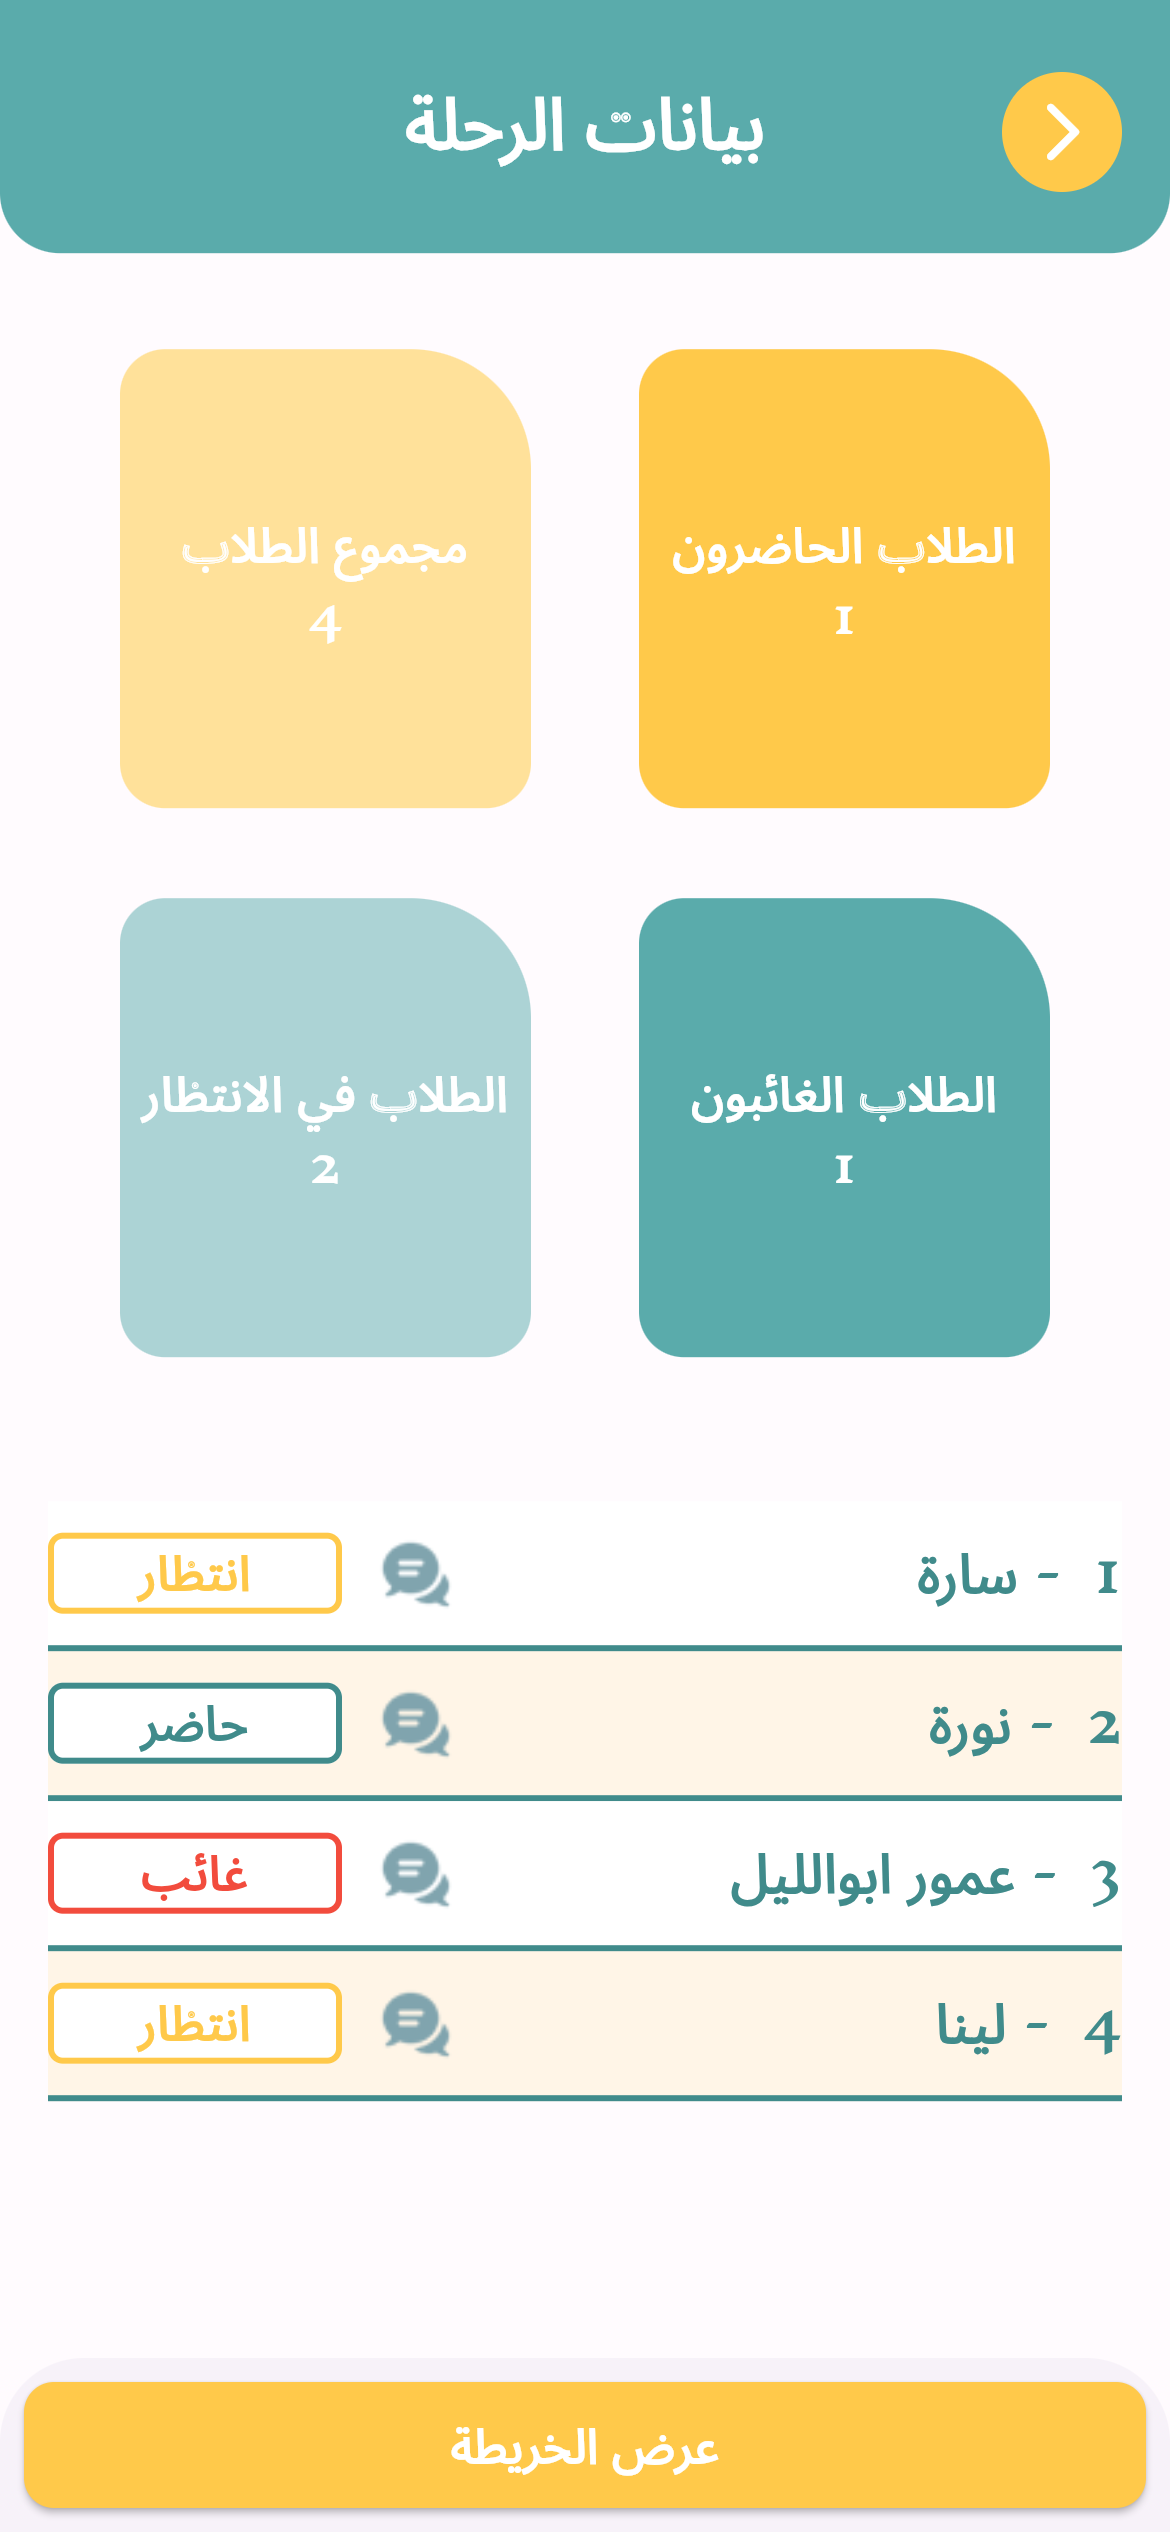 بيانات الرحلة
الطلاب الحاضرون
1
مجموع الطلاب
4
الطلاب الغائبون
1
الطلاب في الانتظار
2
1 - سارة
انتظار
2 - نورة
حاضر
3 - عمور ابوالليل
غائب
4 - لينا
انتظار
عرض الخريطة